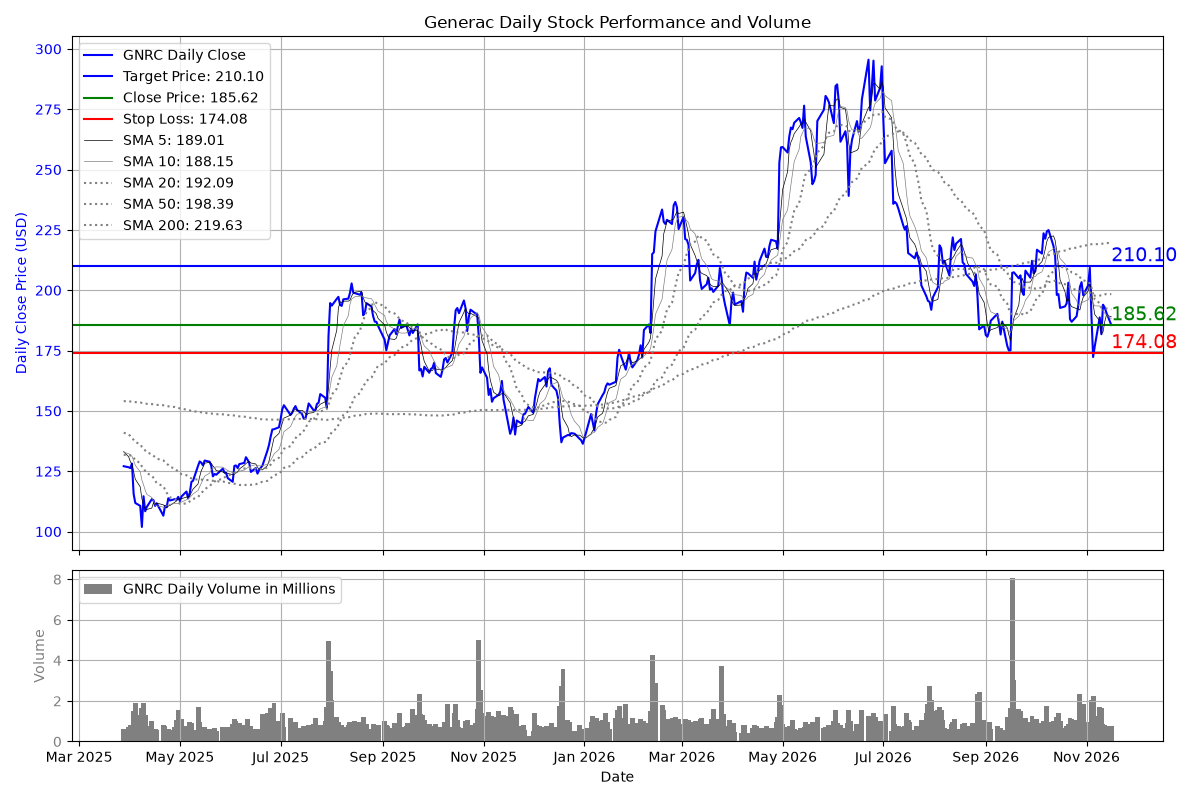 Generac Daily Stock Performance and Volume
GNRC Daily Close
Target Price: 210.10
Close Price: 185.62
Stop Loss: 174.08
SMA 5: 189.01
SMA 10: 188.15
SMA 20: 192.09
SMA 50: 198.39
SMA 200: 219.63
300
275
250
225
200
175
150
125
100
Daily Close Price (USD)
210.10
185.62
174.08
GNRC Daily Volume in Millions
8
6
4
2
0
Volume
Mar 2025 May 2025 Jul 2025 Sep 2025 Nov 2025 Jan 2026 Mar 2026 May 2026 Jul 2026 Sep 2026 Nov 2026
Date